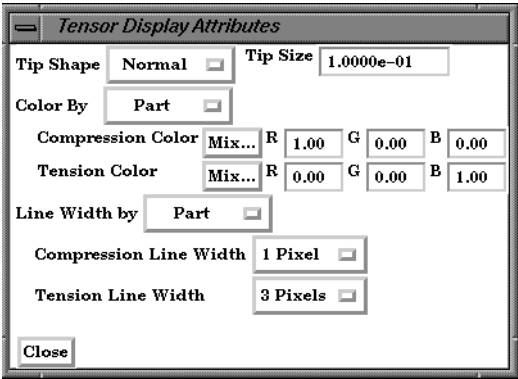 Tensor Display Attributes
Tip Shape Normal Tip Size 1.0000e-01
Color By Part
Compression Color Mix... R 1.00 G 0.00 B 0.00
Tension Color Mix... R 0.00 G 0.00 B 1.00
Line Width by Part
Compression Line Width 1 Pixel
Tension Line Width 3 Pixels
Close